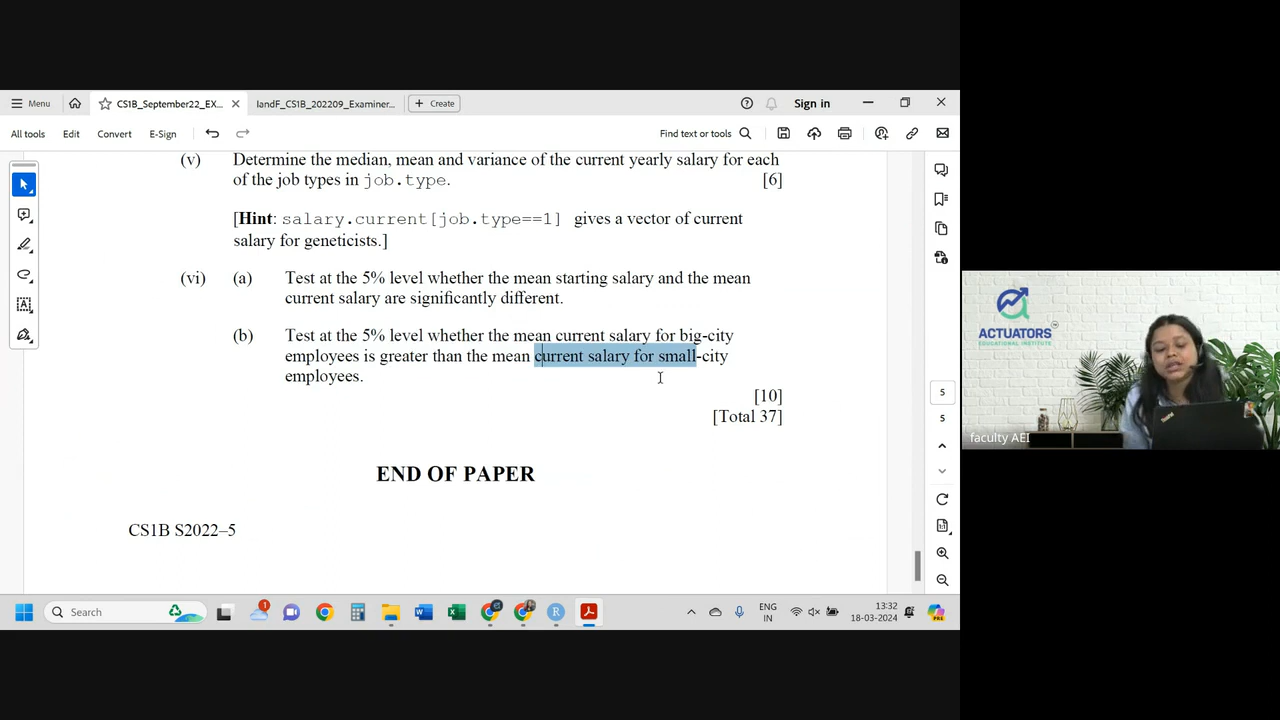 Menu
CS1B_September22_EX...
IandF_CS1B_202209_Examiner...
Create
Sign in
All tools
Edit
Convert
E-Sign
Find text or tools
(v) Determine the median, mean and variance of the current yearly salary for each
of the job types in job.type. [6]
[Hint: salary.current[job.type==1] gives a vector of current
salary for geneticists.]
(vi) (a) Test at the 5% level whether the mean starting salary and the mean
current salary are significantly different.
(b) Test at the 5% level whether the mean current salary for big-city
employees is greater than the mean current salary for small-city
employees.
[10]
[Total 37]
END OF PAPER
CS1B S2022–5
5
5
ACTUATORS
EDUCATIONAL INSTITUTE
ThinkPad
faculty AEI
Search
1
ENG
IN
13:32
18-03-2024